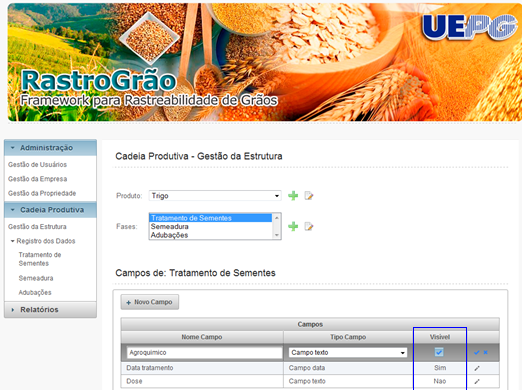 UEPG
RastroGrão
Framework para Rastreabilidade de Grãos
Administração
Gestão de Usuários
Gestão da Empresa
Gestão da Propriedade
Cadeia Produtiva
Gestão da Estrutura
Registro dos Dados
Tratamento de
Sementes
Semeadura
Adubações
Relatórios
Cadeia Produtiva - Gestão da Estrutura
Produto: Trigo
Fases: Tratamento de Sementes
Semeadura
Adubações
Campos de: Tratamento de Sementes
+ Novo Campo
Campos
Nome Campo Tipo Campo Visível
Agroquimico Campo texto
Data tratamento Campo data Sim
Dose Campo texto Nao